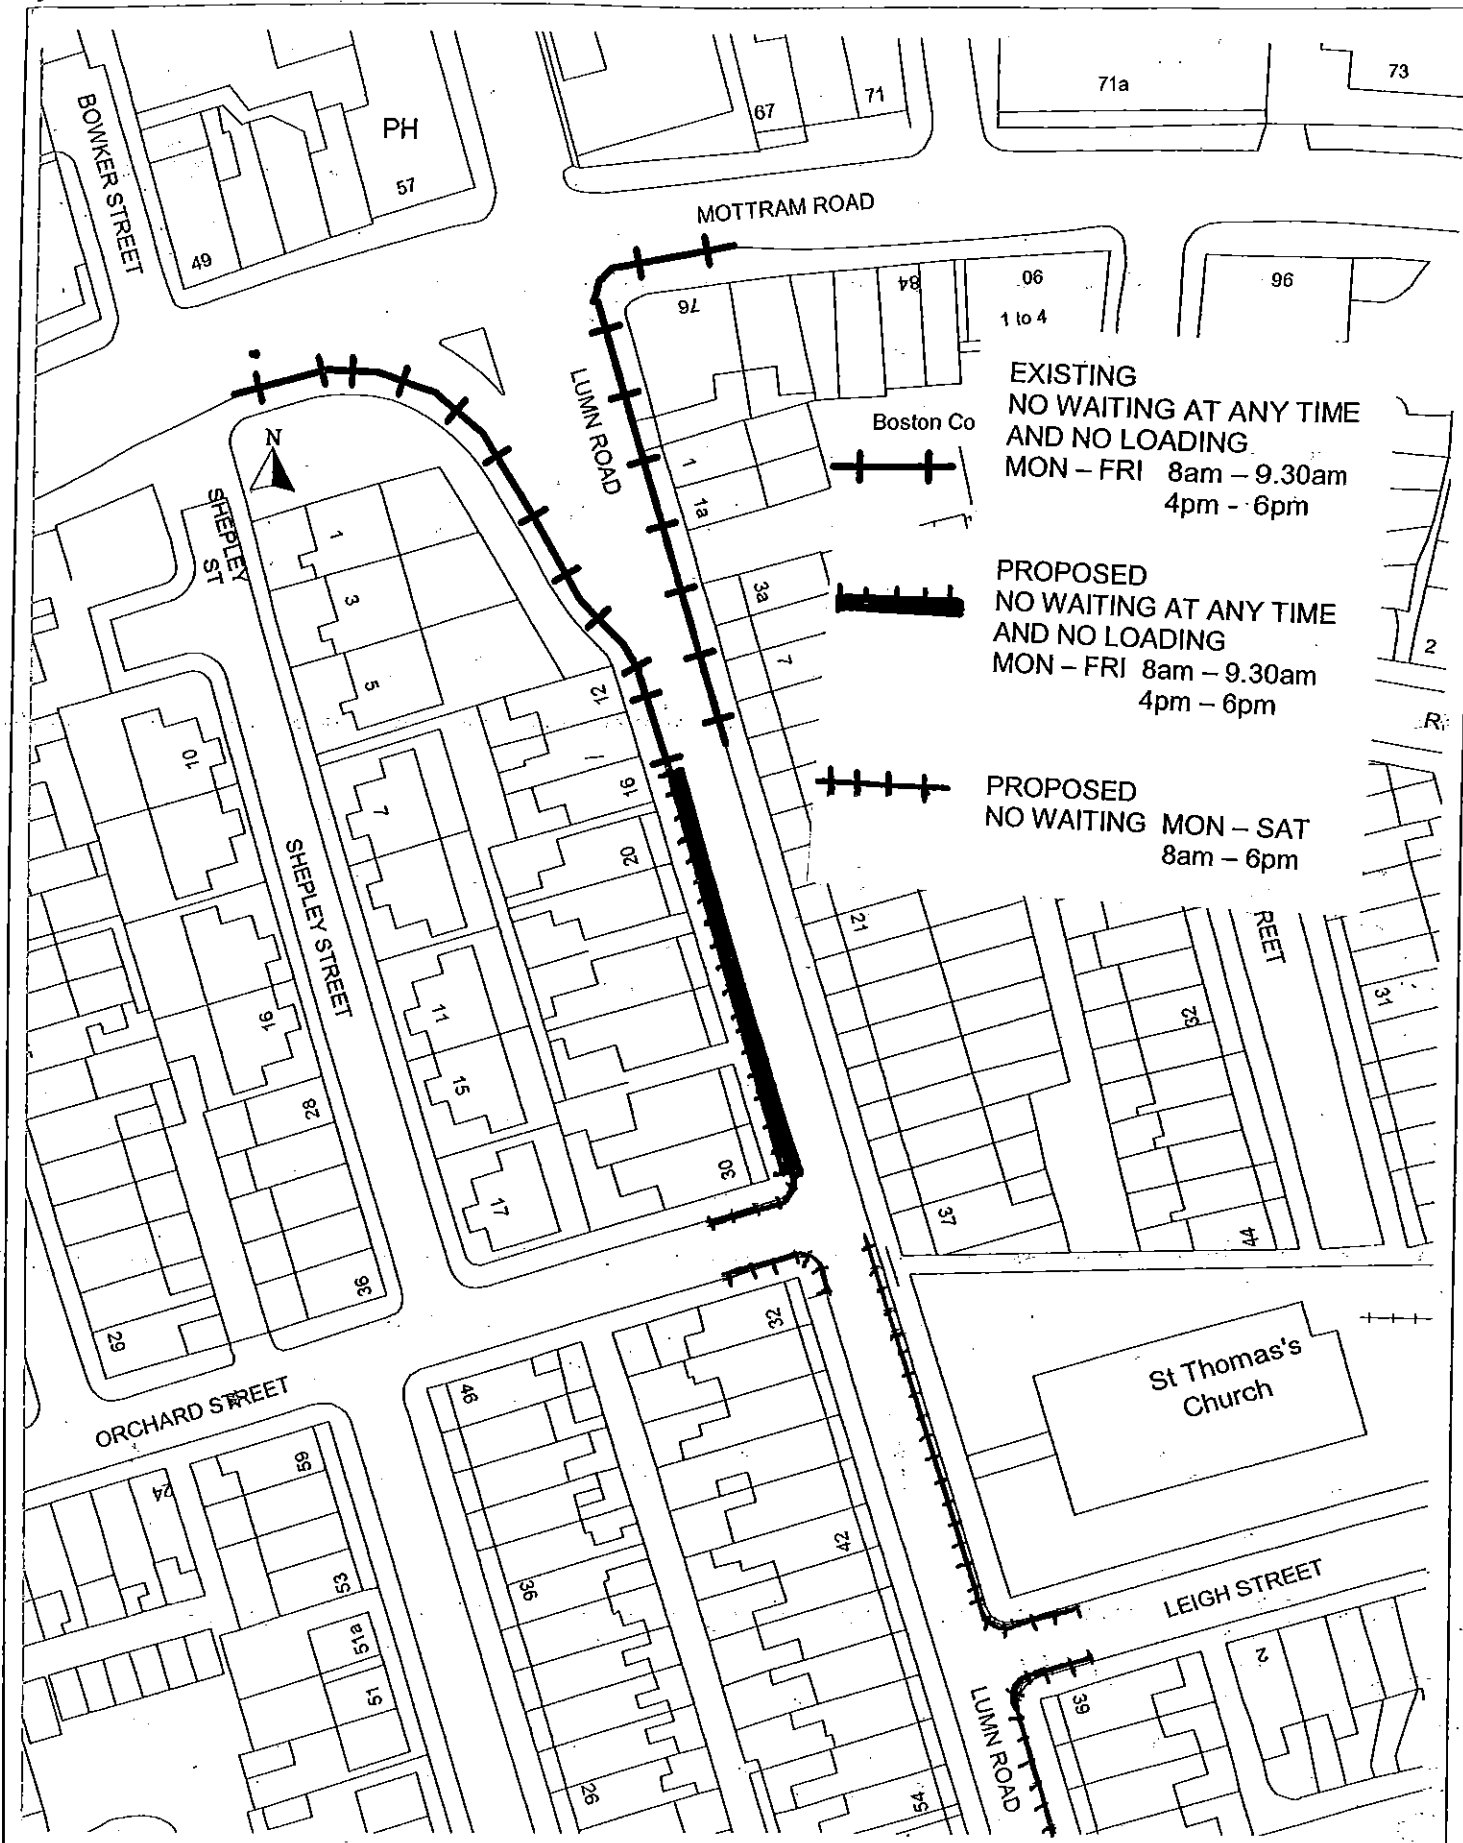 71a
73
67
71
PH
57
BOWKER STREET
49
MOTTRAM ROAD
76
84
90
1 to 4
96
LUMN ROAD
Boston Co
EXISTING
NO WAITING AT ANY TIME
AND NO LOADING
MON – FRI 8am – 9.30am
4pm - 6pm
N
SHEPLEY
ST
1
3
5
1
1a
3a
7
PROPOSED
NO WAITING AT ANY TIME
AND NO LOADING
MON – FRI 8am – 9.30am
4pm – 6pm
2
PROPOSED
NO WAITING MON – SAT
8am – 6pm
10
7
12
16
20
SHEPLEY STREET
21
REET
31
32
16
11
15
28
17
30
37
44
36
29
32
St Thomas's
Church
ORCHARD STREET
46
59
24
53
51a
51
36
42
LEIGH STREET
2
39
LUMN ROAD
26
54